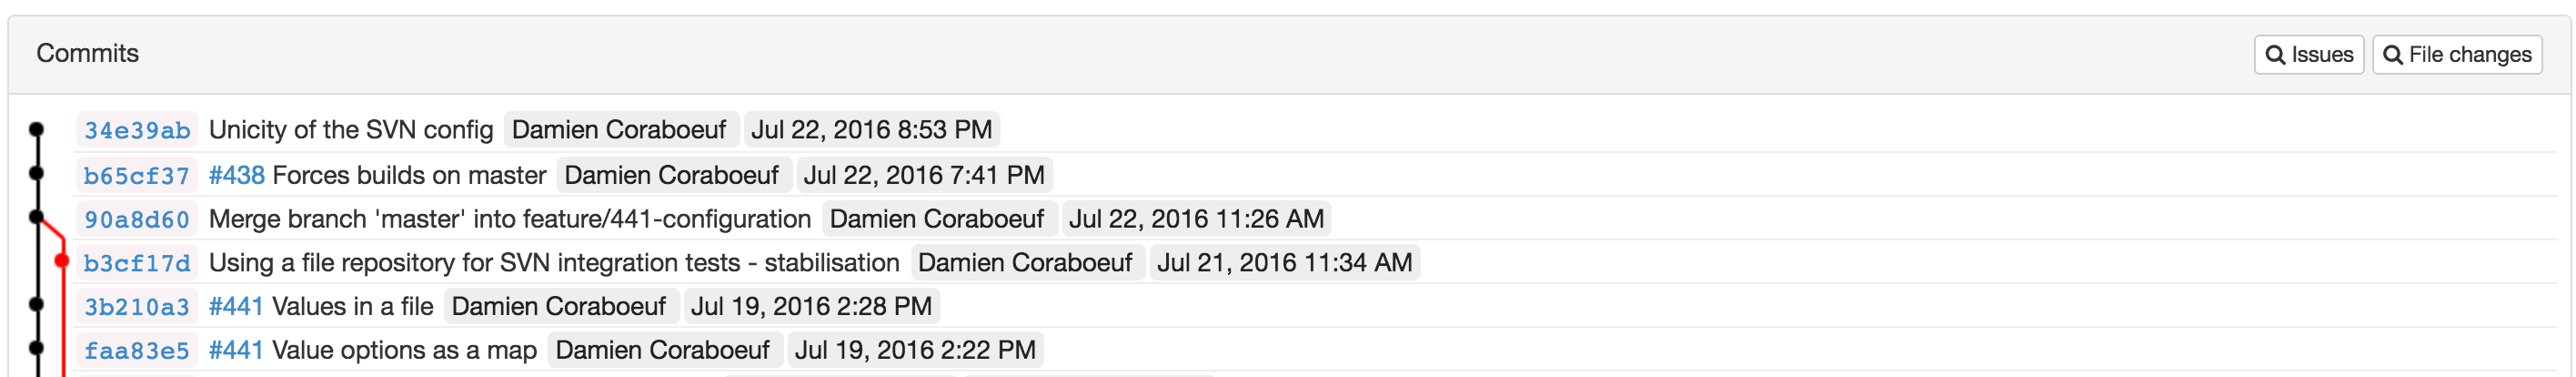 Commits Issues File changes
34e39ab Unicity of the SVN config Damien Coraboeuf Jul 22, 2016 8:53 PM
b65cf37 #438 Forces builds on master Damien Coraboeuf Jul 22, 2016 7:41 PM
90a8d60 Merge branch 'master' into feature/441-configuration Damien Coraboeuf Jul 22, 2016 11:26 AM
b3cf17d Using a file repository for SVN integration tests - stabilisation Damien Coraboeuf Jul 21, 2016 11:34 AM
3b210a3 #441 Values in a file Damien Coraboeuf Jul 19, 2016 2:28 PM
faa83e5 #441 Value options as a map Damien Coraboeuf Jul 19, 2016 2:22 PM